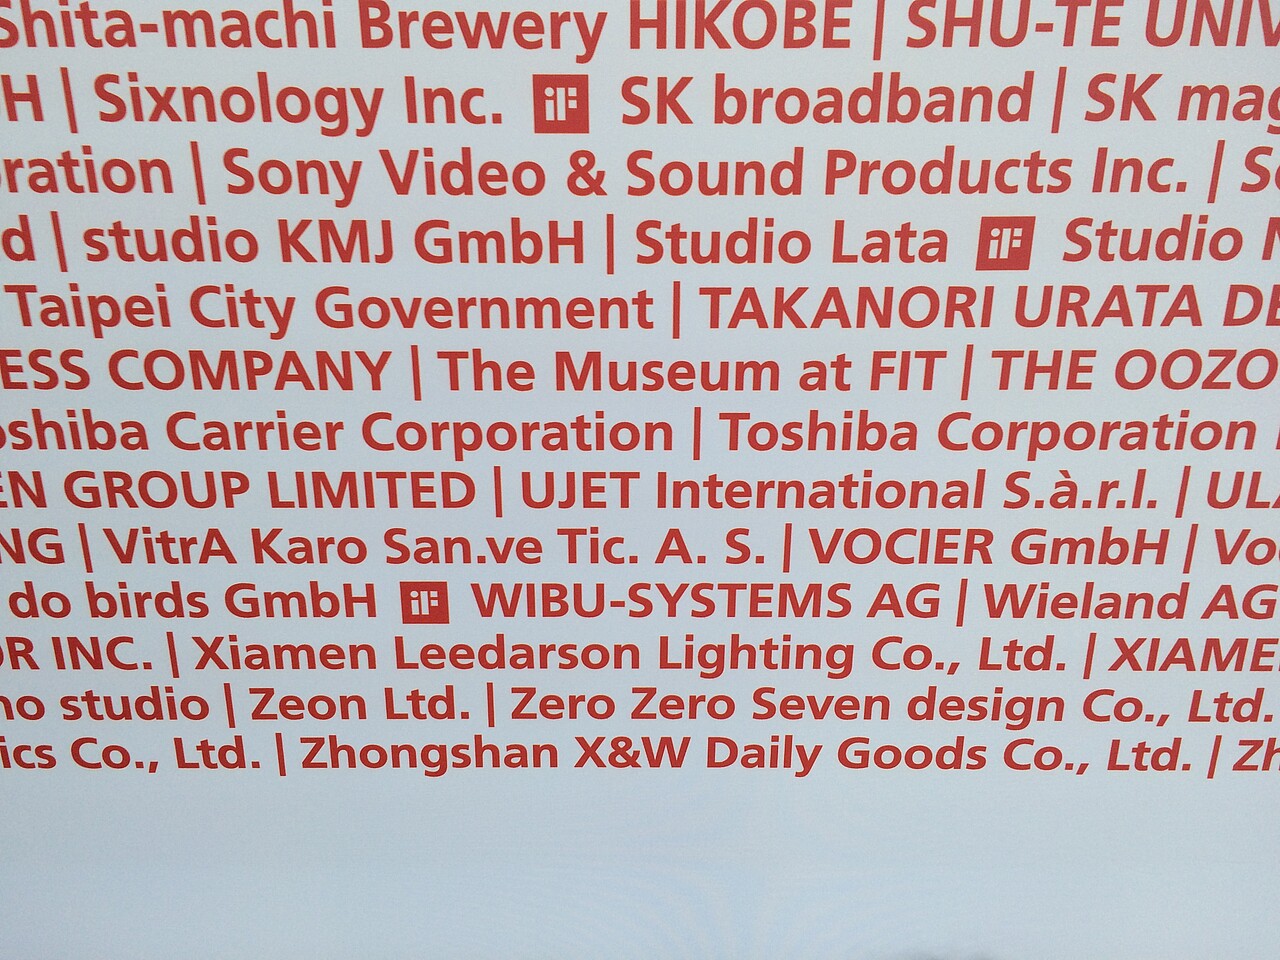 Shita-machi Brewery HIKOBE | SHU-TE UNIV
H | Sixnology Inc. iF SK broadband | SK mag
ration | Sony Video & Sound Products Inc. | S
d | studio KMJ GmbH | Studio Lata iF Studio
Taipei City Government | TAKANORI URATA DE
ESS COMPANY | The Museum at FIT | THE OOZO
oshiba Carrier Corporation | Toshiba Corporation |
EN GROUP LIMITED | UJET International S.à.r.l. | UL
NG | VitrA Karo San.ve Tic. A. S. | VOCIER GmbH | Vo
do birds GmbH iF WIBU-SYSTEMS AG | Wieland AG
OR INC. | Xiamen Leedarson Lighting Co., Ltd. | XIAME
no studio | Zeon Ltd. | Zero Zero Seven design Co., Ltd.
ics Co., Ltd. | Zhongshan X&W Daily Goods Co., Ltd. | Zh